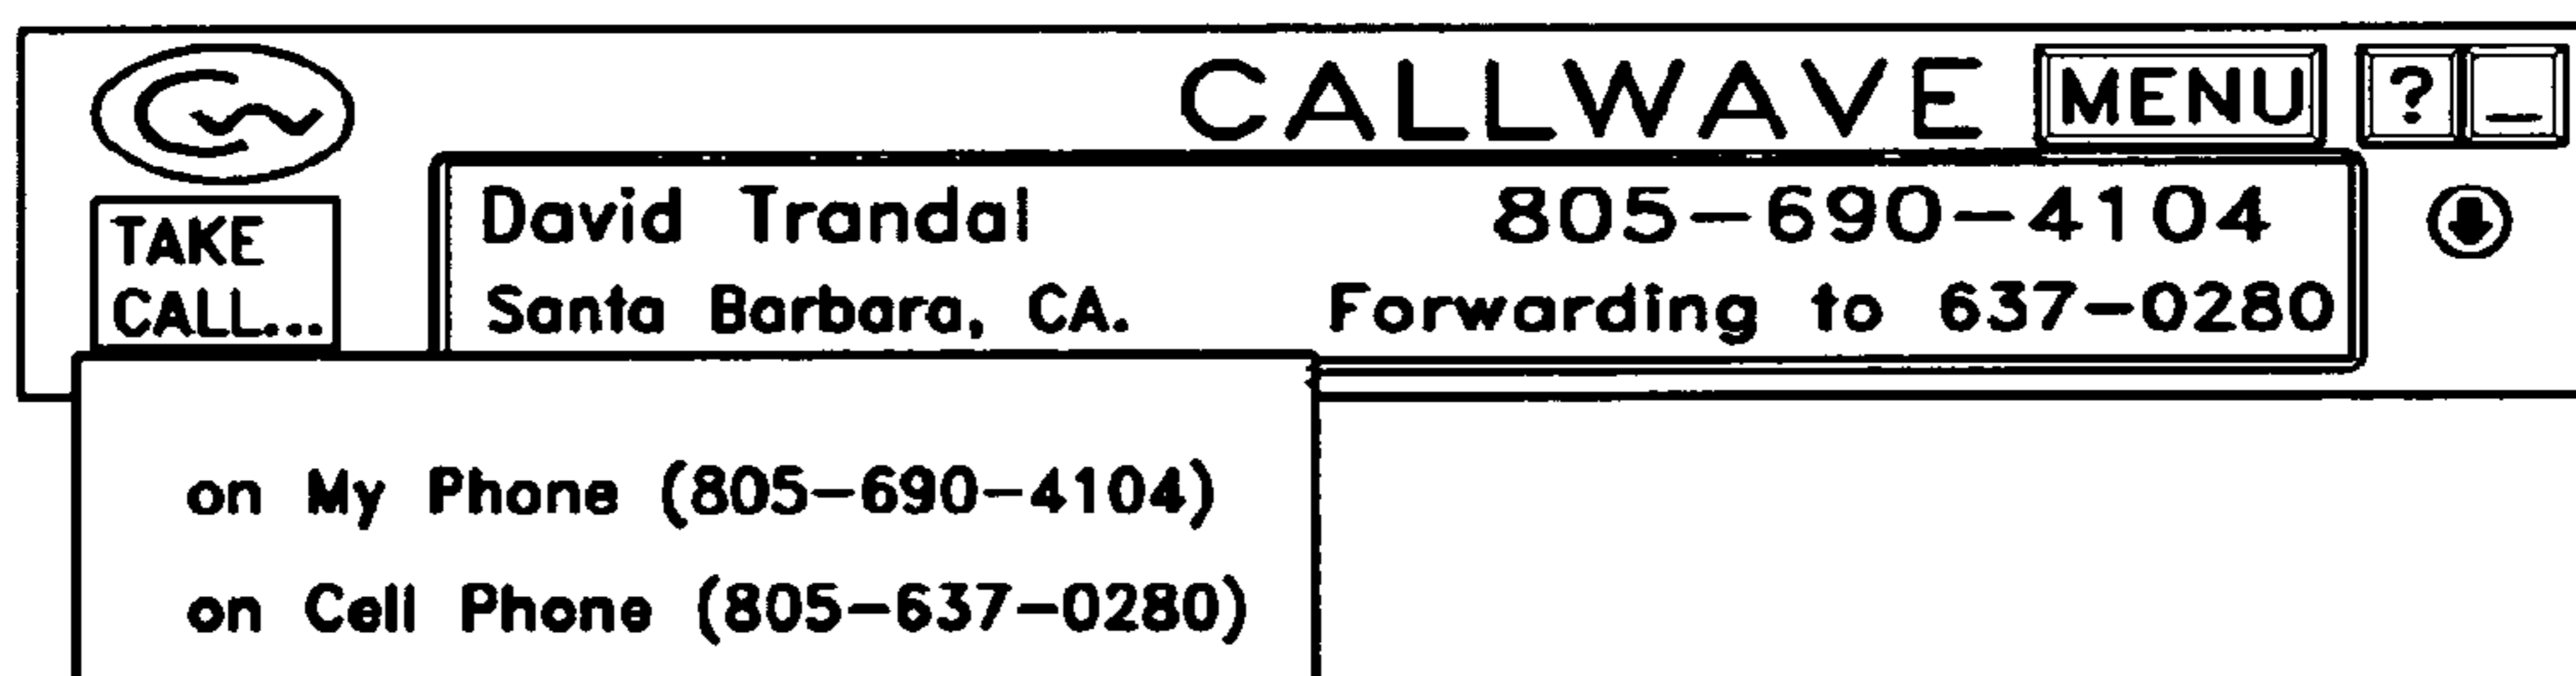 CALLWAVE MENU ? _
TAKE
CALL...
David Trandal 805-690-4104
Santa Barbara, CA. Forwarding to 637-0280
on My Phone (805-690-4104)
on Cell Phone (805-637-0280)